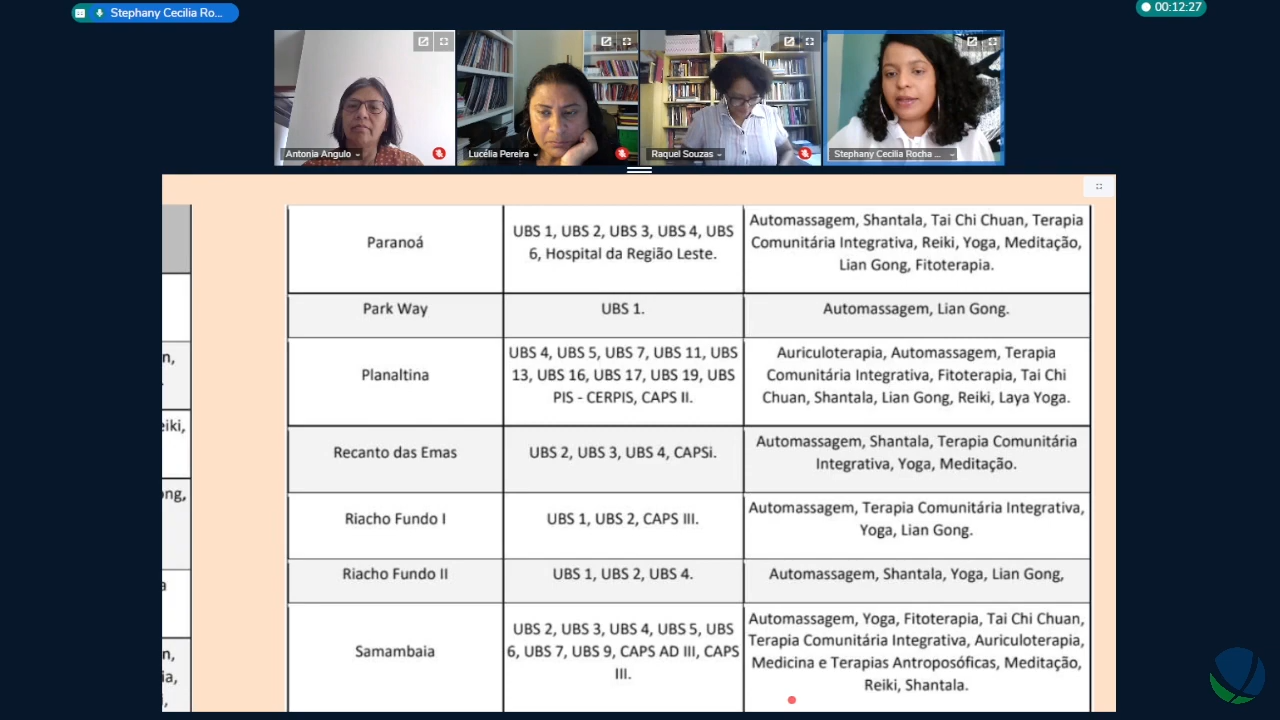 Stephany Cecilia Ro...
00:12:27
Antonia Angulo
Lucélia Pereira
Raquel Souzas
Stephany Cecilia Rocha ...
Paranoá
UBS 1, UBS 2, UBS 3, UBS 4, UBS
6, Hospital da Região Leste.
Automassagem, Shantala, Tai Chi Chuan, Terapia
Comunitária Integrativa, Reiki, Yoga, Meditação,
Lian Gong, Fitoterapia.
Park Way
UBS 1.
Automassagem, Lian Gong.
Planaltina
UBS 4, UBS 5, UBS 7, UBS 11, UBS
13, UBS 16, UBS 17, UBS 19, UBS
PIS - CERPIS, CAPS II.
Auriculoterapia, Automassagem, Terapia
Comunitária Integrativa, Fitoterapia, Tai Chi
Chuan, Shantala, Lian Gong, Reiki, Laya Yoga.
Recanto das Emas
UBS 2, UBS 3, UBS 4, CAPSi.
Automassagem, Shantala, Terapia Comunitária
Integrativa, Yoga, Meditação.
Riacho Fundo I
UBS 1, UBS 2, CAPS III.
Automassagem, Terapia Comunitária Integrativa,
Yoga, Lian Gong.
Riacho Fundo II
UBS 1, UBS 2, UBS 4.
Automassagem, Shantala, Yoga, Lian Gong,
Samambaia
UBS 2, UBS 3, UBS 4, UBS 5, UBS
6, UBS 7, UBS 9, CAPS AD III, CAPS
III.
Automassagem, Yoga, Fitoterapia, Tai Chi Chuan,
Terapia Comunitária Integrativa, Auriculoterapia,
Medicina e Terapias Antroposóficas, Meditação,
Reiki, Shantala.